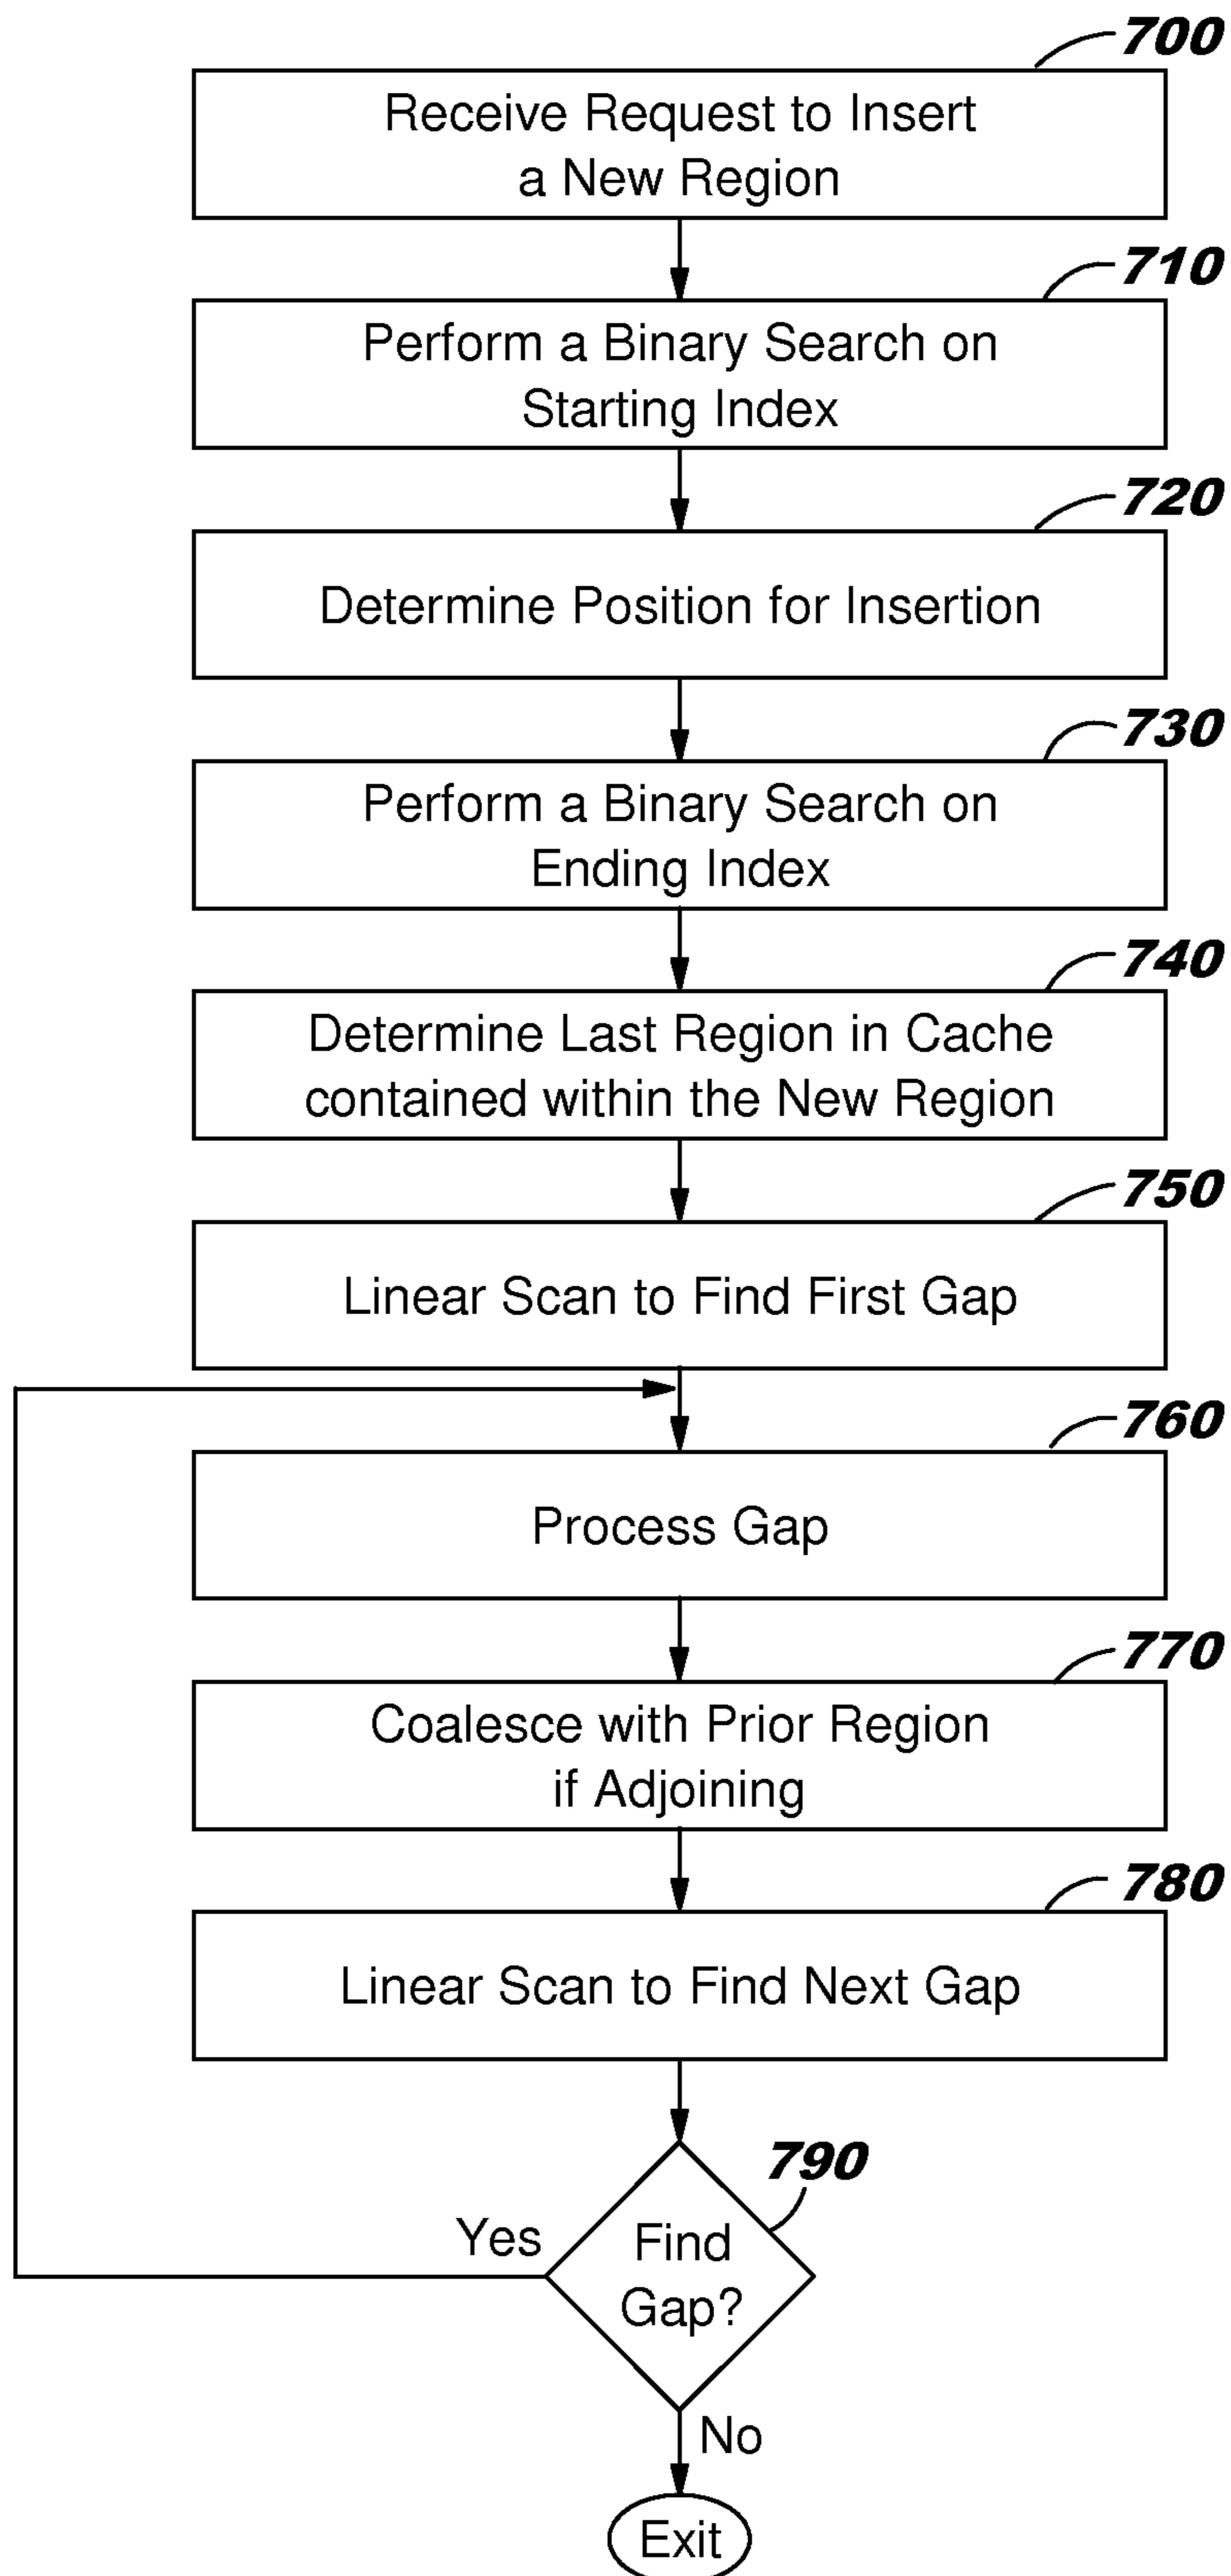 700
Receive Request to Insert
a New Region
710
Perform a Binary Search on
Starting Index
720
Determine Position for Insertion
730
Perform a Binary Search on
Ending Index
740
Determine Last Region in Cache
contained within the New Region
750
Linear Scan to Find First Gap
760
Process Gap
770
Coalesce with Prior Region
if Adjoining
780
Linear Scan to Find Next Gap
790
Yes
Find
Gap?
No
Exit